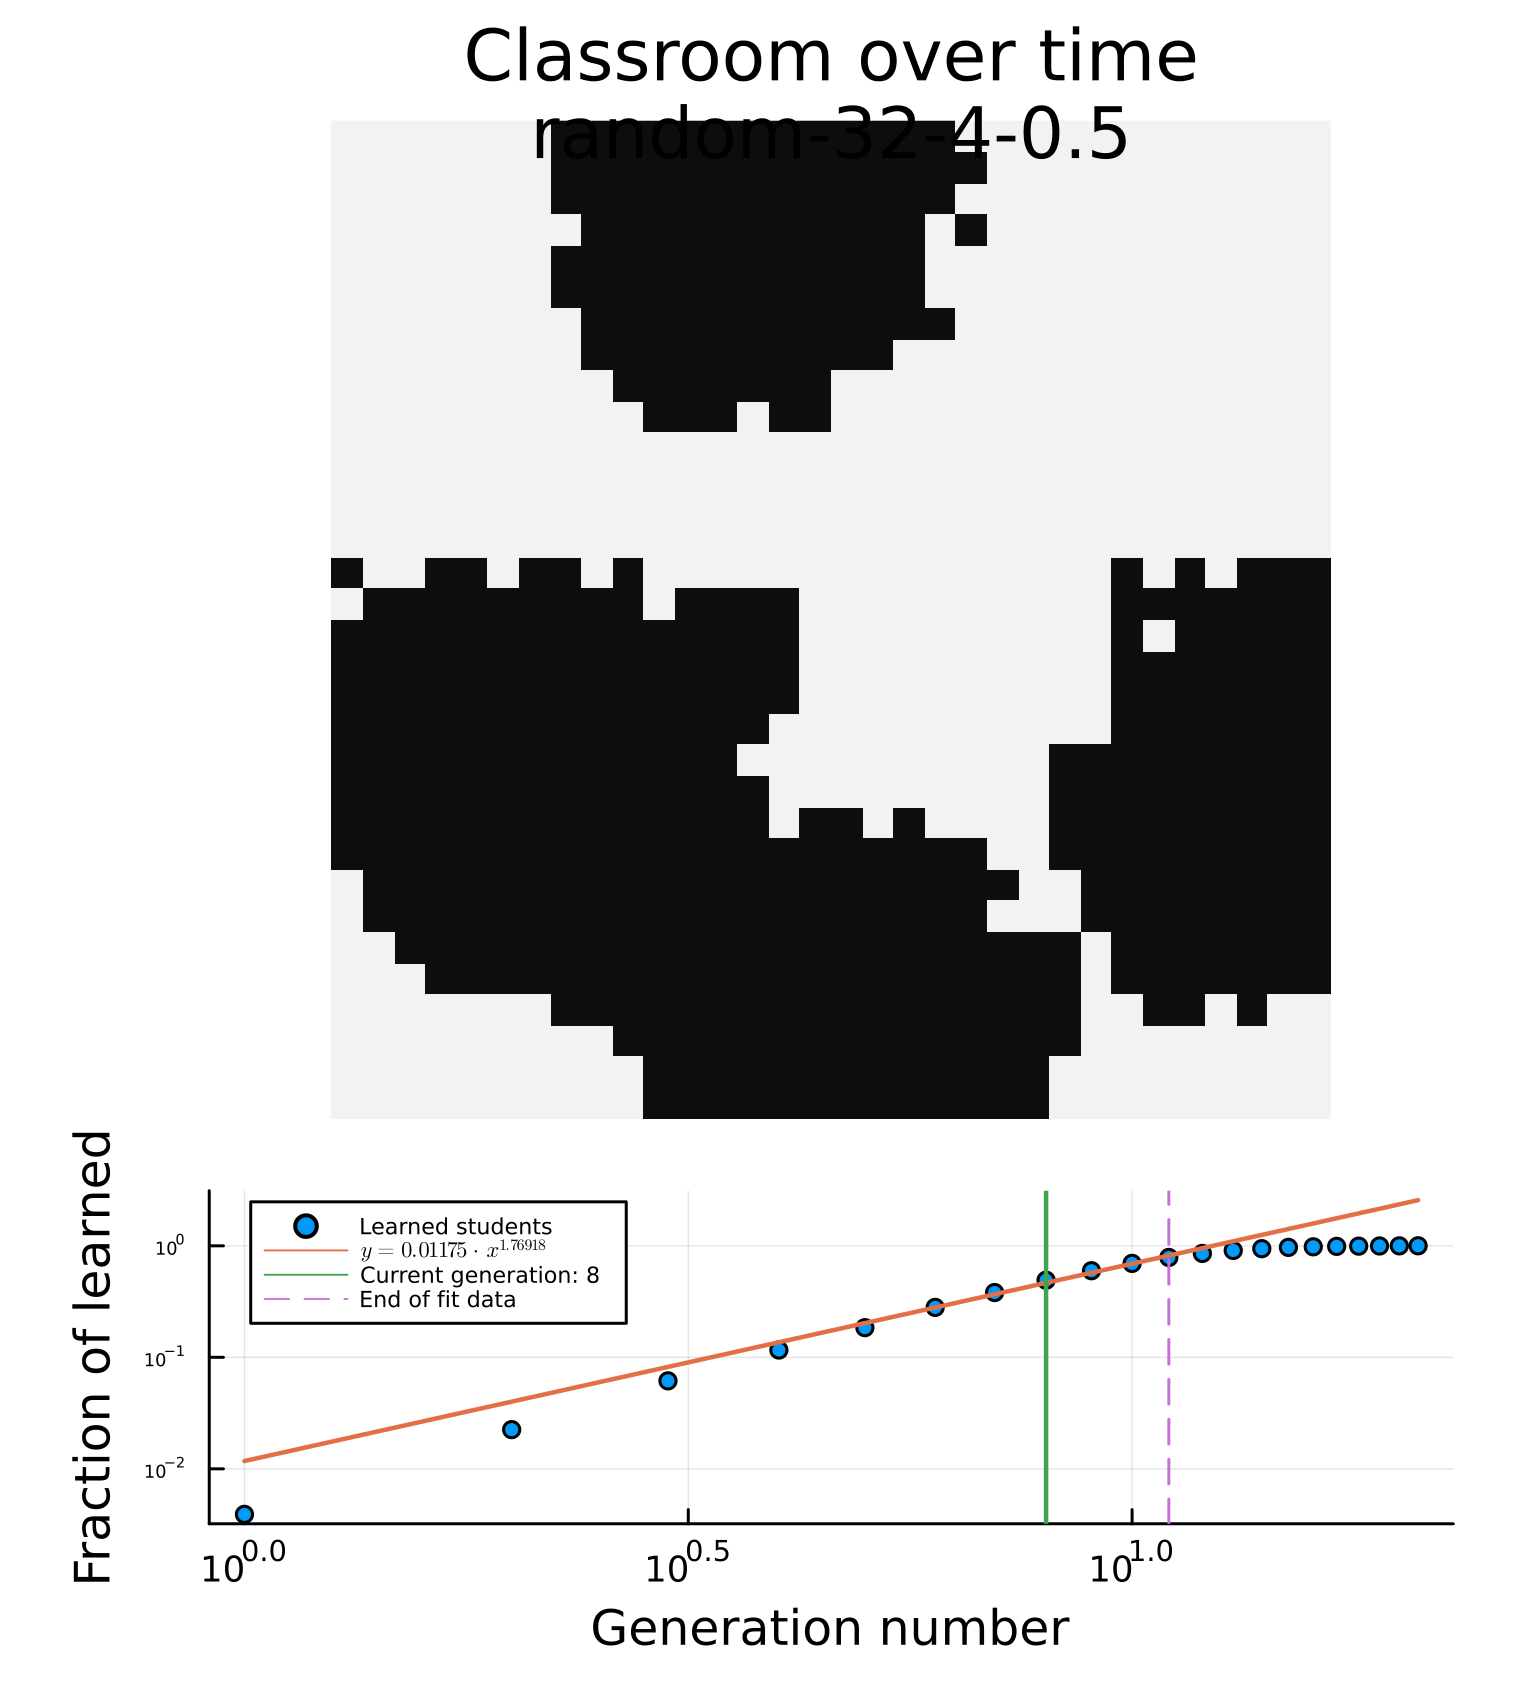 Classroom over time
random-32-4-0.5
Fraction of learned
10⁰
10⁻¹
10⁻²
Learned students
y = 0.01175 · x^1.76918
Current generation: 8
End of fit data
10^0.0
10^0.5
10^1.0
Generation number